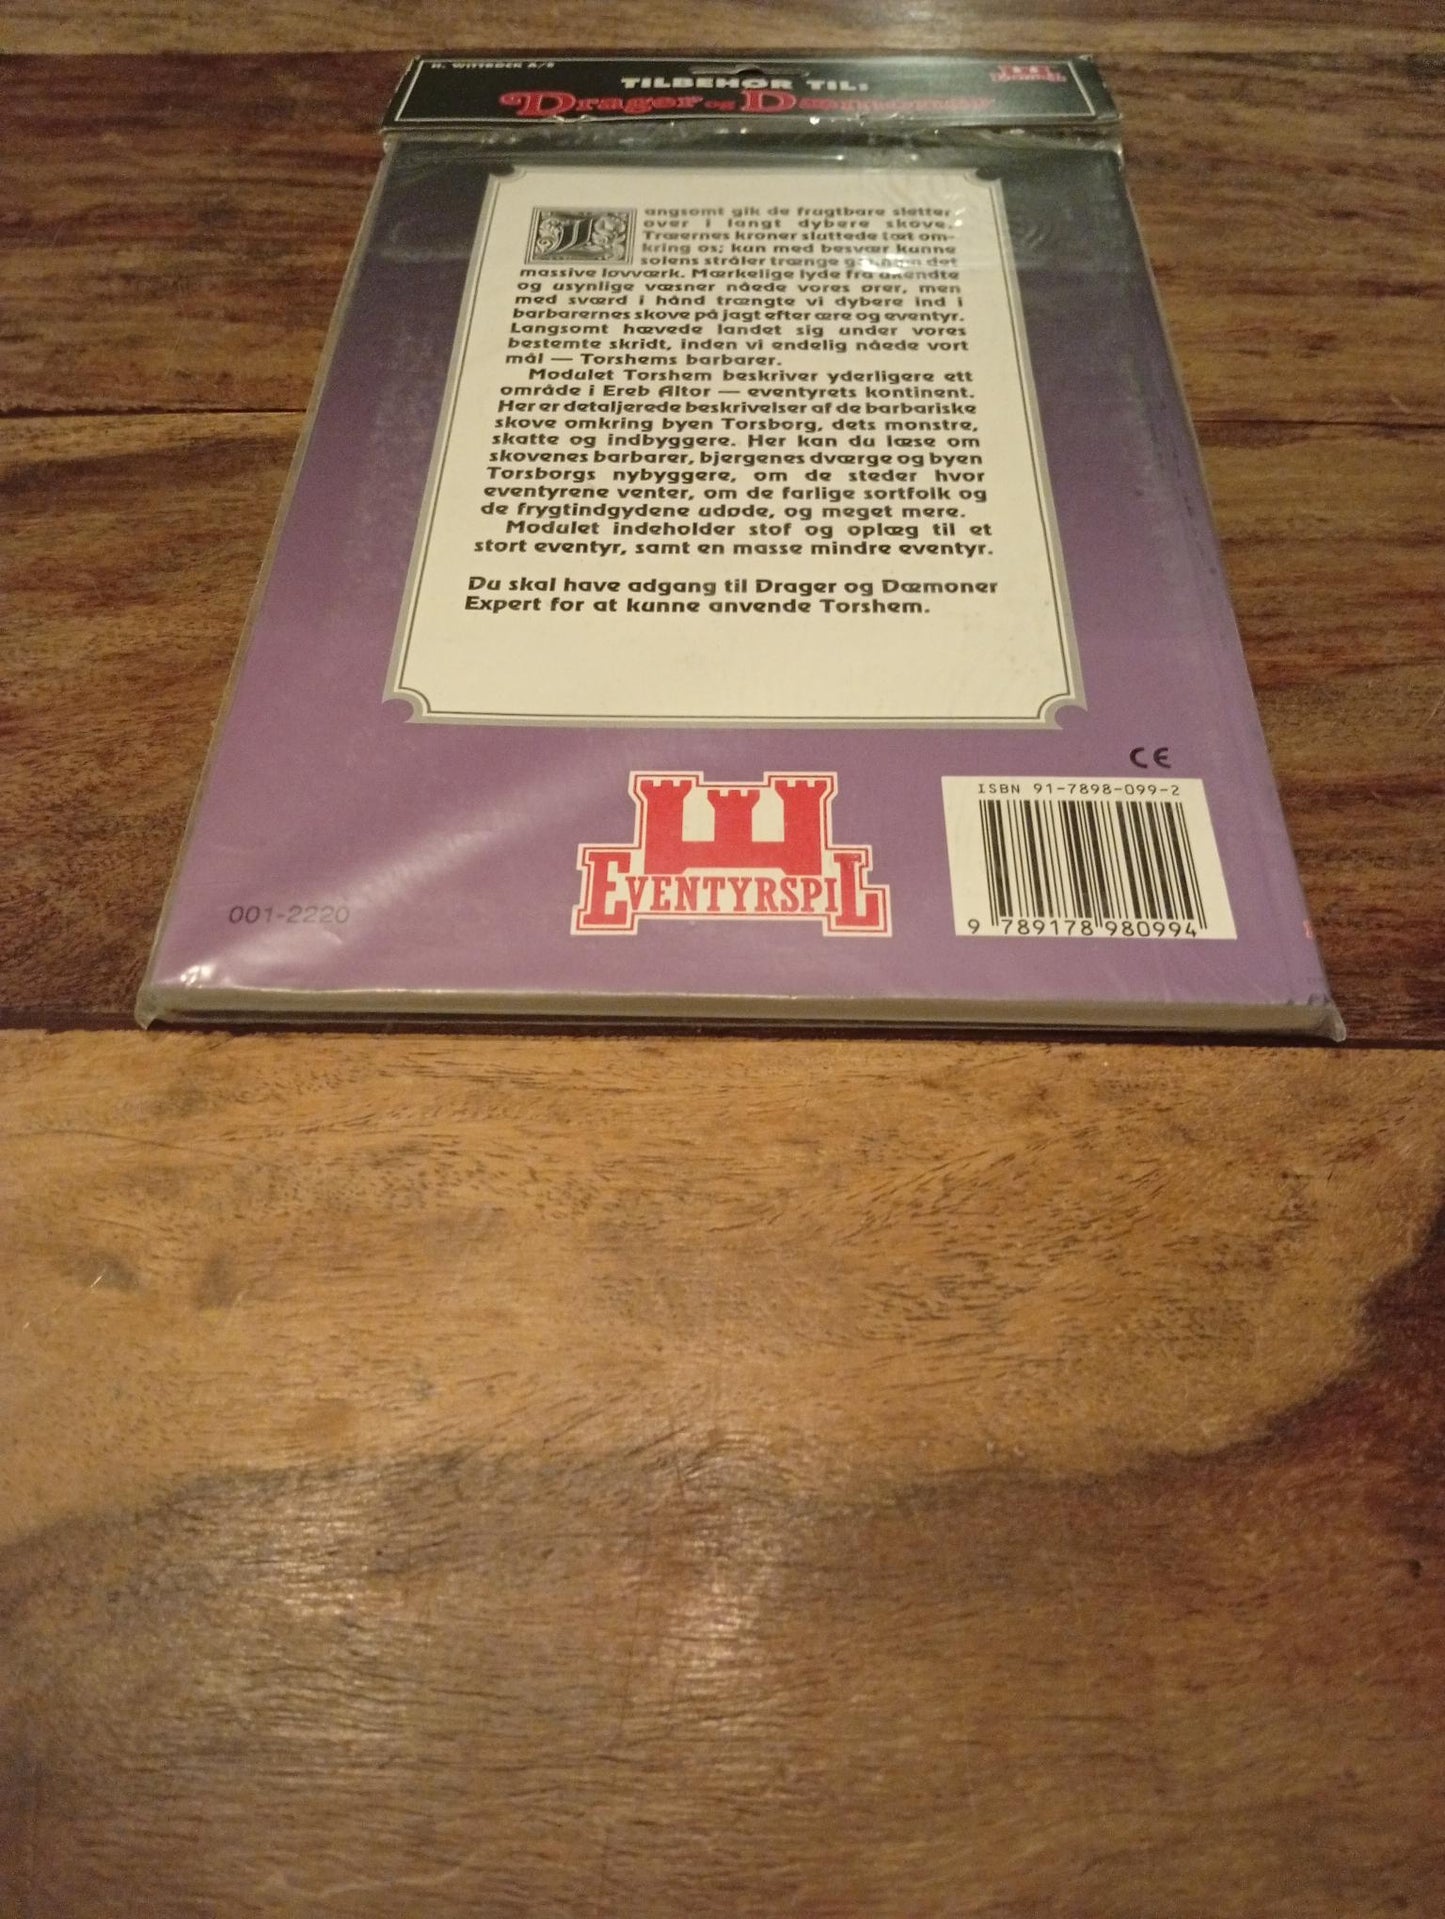 H. WITTROCK A/S
TILBEHØR TIL:
Drager og Dæmoner
angsomt gik de frugtbare sletter
over i langt dybere skove.
Træernes kroner sluttede tæt om-
kring os; kun med besvær kunne
solens stråler trænge det
massive løvværk. Mærkelige lyde fra ukendte
og usynlige væsner nåede vores ører, men
med sværd i hånd trængte vi dybere ind i
barbarernes skove på jagt efter ære og eventyr.
Langsomt hævede landet sig under vores
bestemte skridt, inden vi endelig nåede vort
mål — Torshems barbarer.
Modulet Torshem beskriver yderligere ett
område i Ereb Altor — eventyrets kontinent.
Her er detaljerede beskrivelser af de barbariske
skove omkring byen Torsborg, dets monstre,
skatte og indbyggere. Her kan du læse om
skovenes barbarer, bjergenes dværge og byen
Torsborgs nybyggere, om de steder hvor
eventyrene venter, om de farlige sortfolk og
de frygtindgydene udøde, og meget mere.
Modulet indeholder stof og oplæg til et
stort eventyr, samt en masse mindre eventyr.
Du skal have adgang til Drager og Dæmoner
Expert for at kunne anvende Torshem.
CE
ISBN 91-7898-099-2
9 789178 980994
EVENTYRSPIL
001-2220